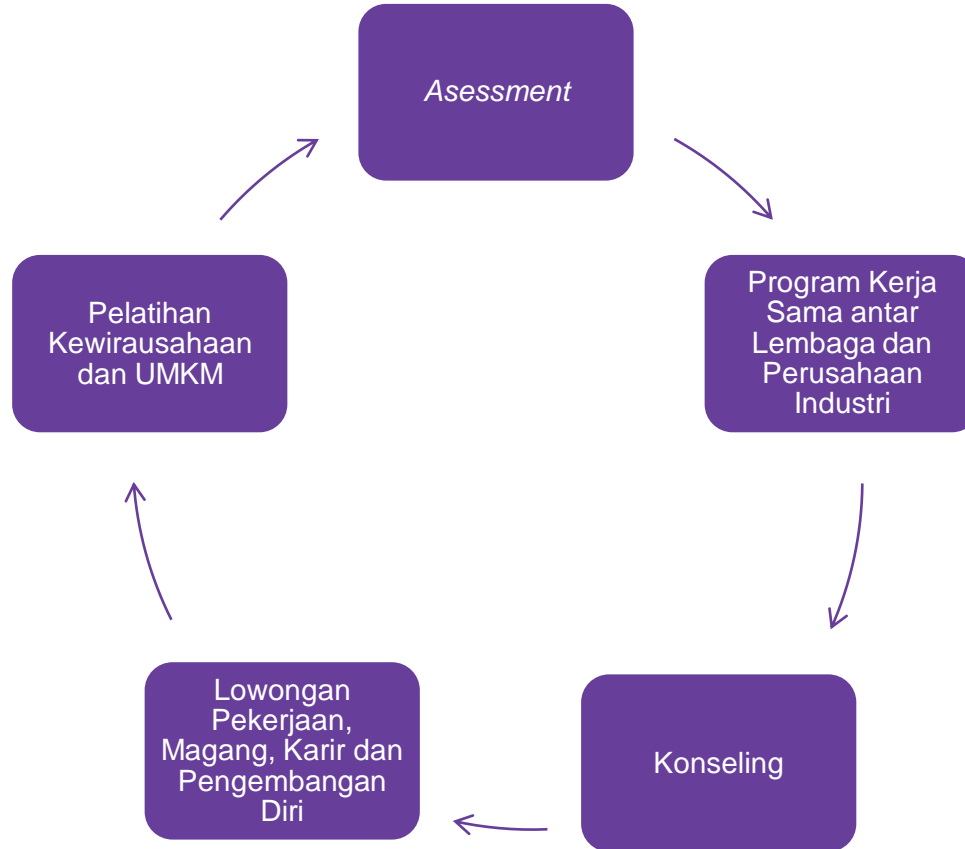 Asessment
Program Kerja
Sama antar
Lembaga dan
Perusahaan
Industri
Konseling
Lowongan
Pekerjaan,
Magang, Karir dan
Pengembangan
Diri
Pelatihan
Kewirausahaan
dan UMKM